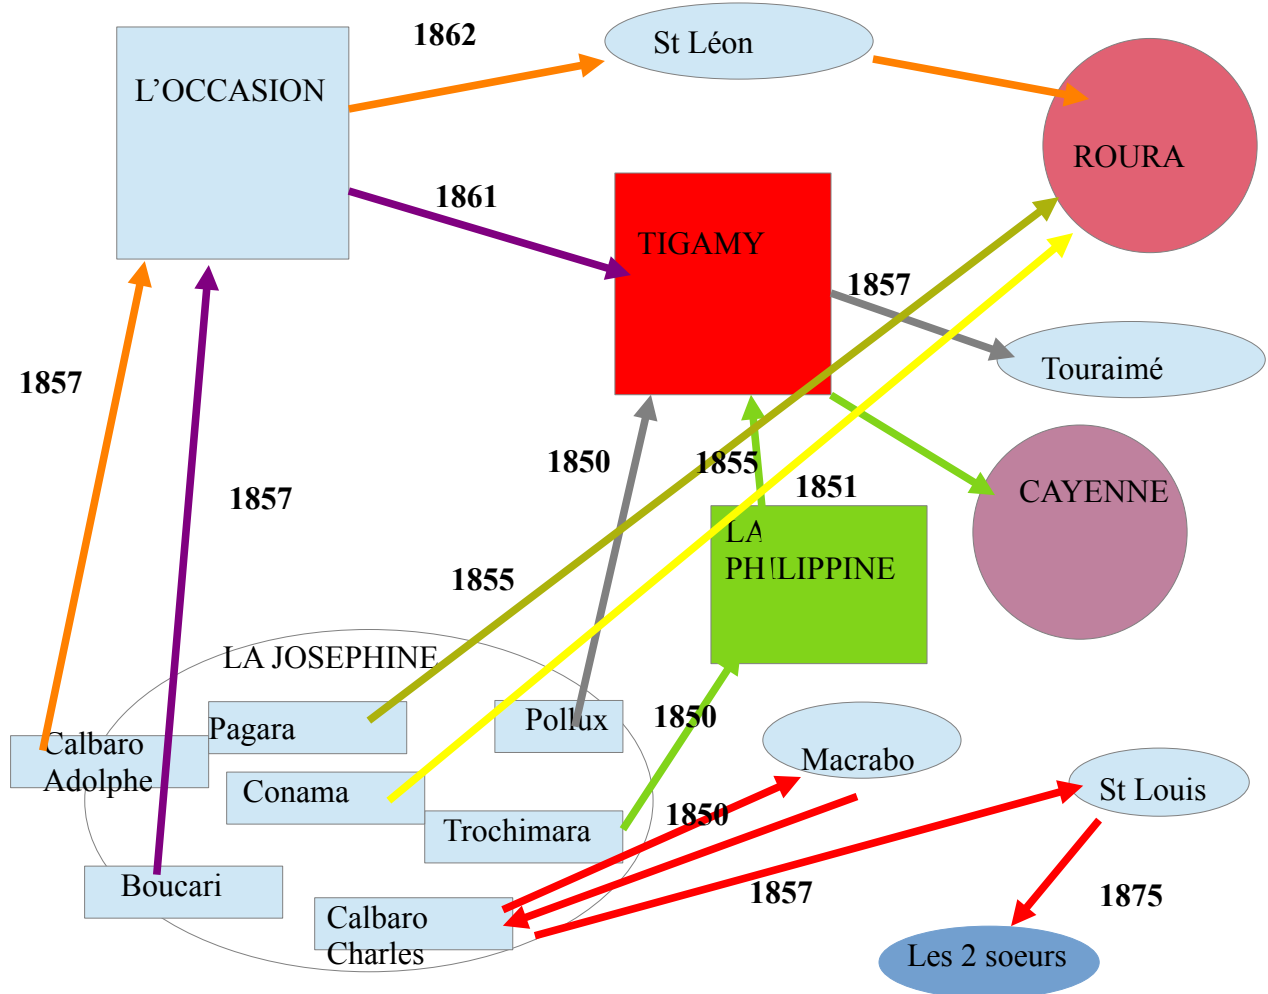 1862
St Léon
L'OCCASION
ROURA
1861
TIGAMY
1857
Touraimé
1857
1850
1855
1851
CAYENNE
1857
LA
PHILIPPINE
1855
LA JOSEPHINE
Pagara
Pollux
1850
Calbaro
Adolphe
Macrabo
Conama
St Louis
Trochimara
1850
Boucari
1857
1875
Calbaro
Charles
Les 2 soeurs